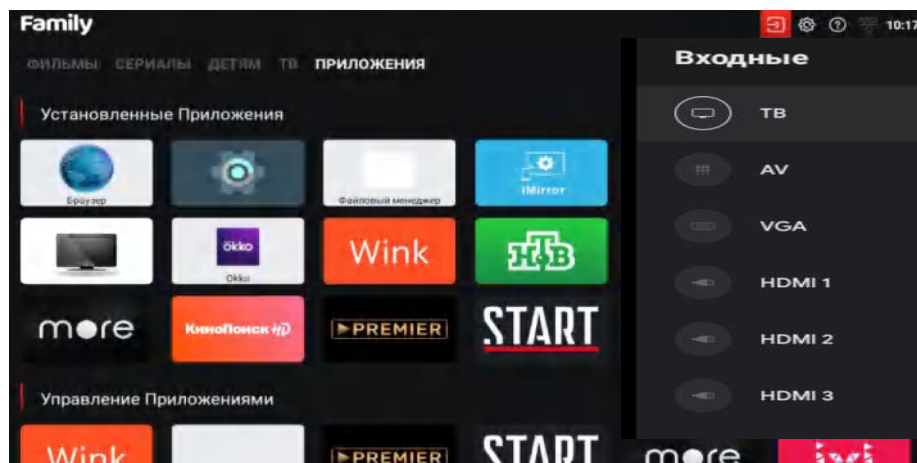 Family
10:17
ФИЛЬМЫ СЕРИАЛЫ ДЕТЯМ ТВ ПРИЛОЖЕНИЯ
Входные
Установленные Приложения
ТВ
Браузер
Файловый менеджер
iMirror
AV
okko
Okko
Wink
НТВ
VGA
HDMI 1
more
КиноПоиск HD
PREMIER
START
HDMI 2
Управление Приложениями
HDMI 3
Wink
PREMIER
START
more
ivi